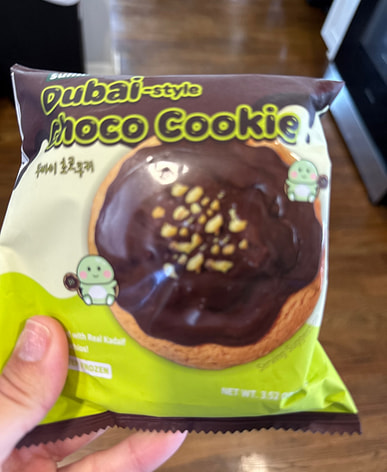 Dubai-style
Choco Cookie
두바이 초코쿠키
with Real Kadaif
FROZEN
NET WT. 3.52